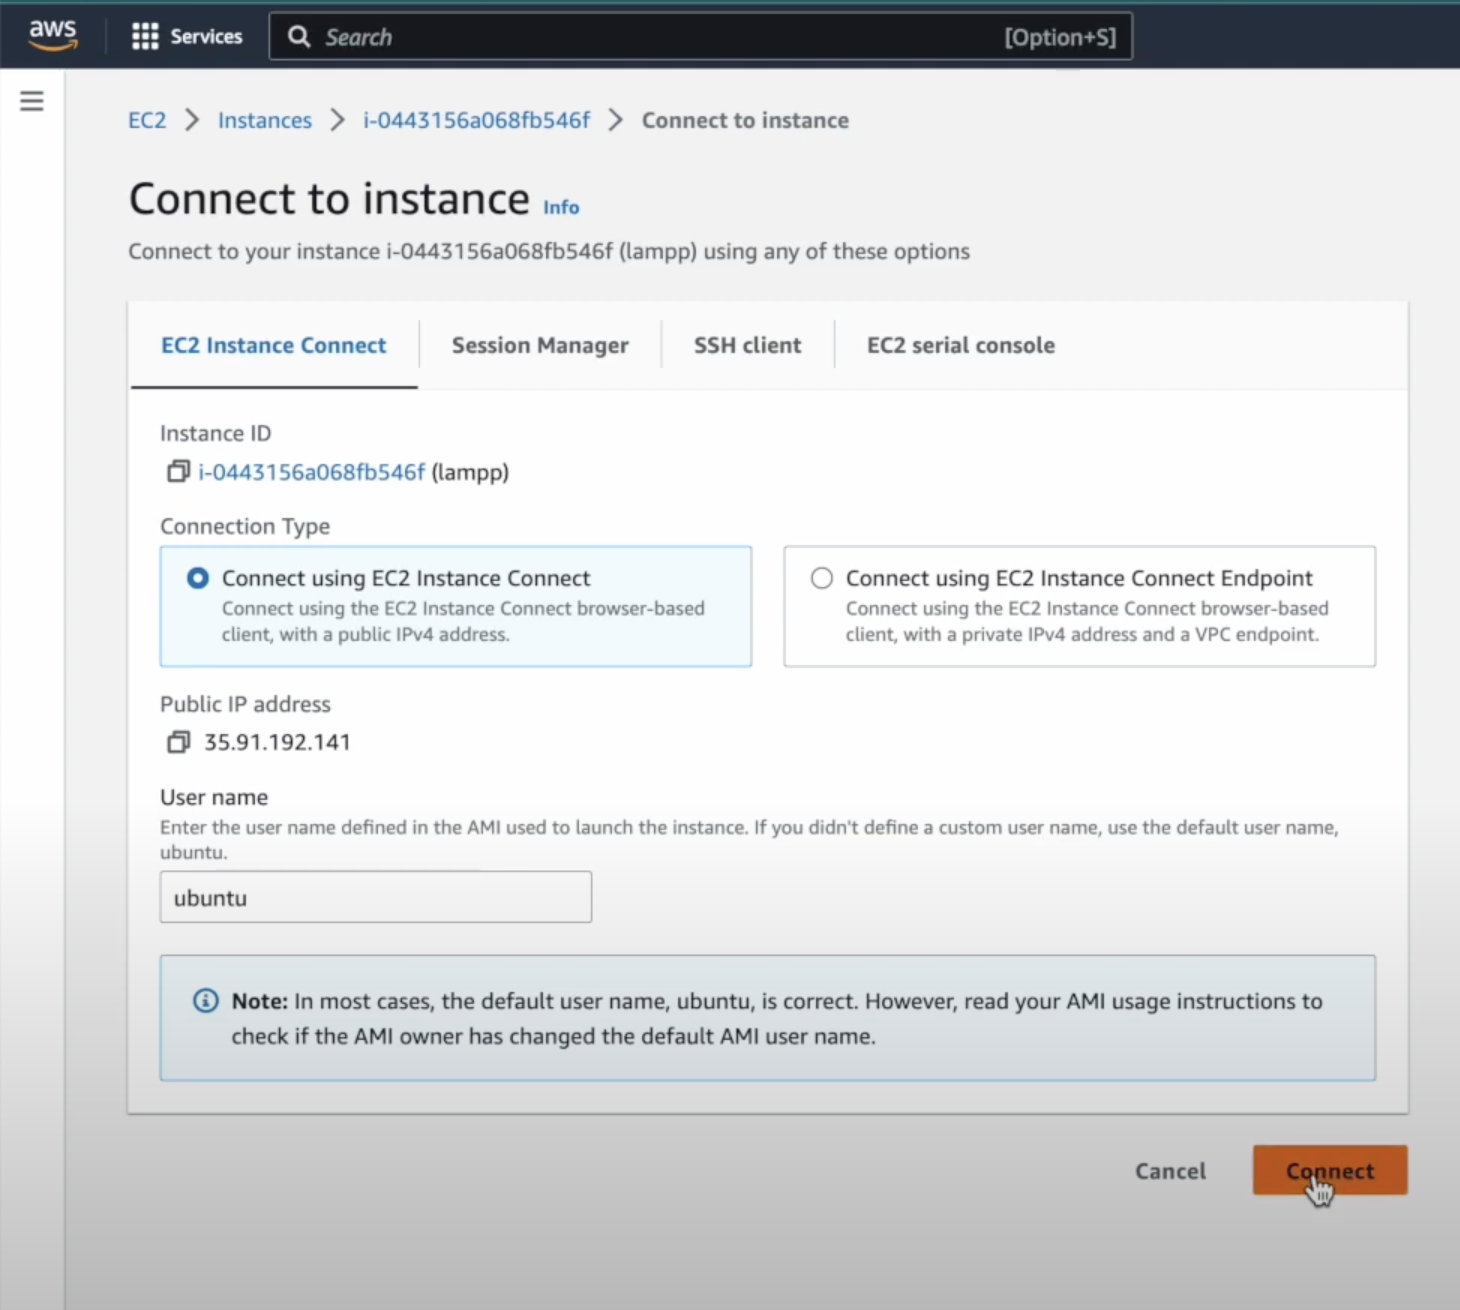 aws
Services
Search
[Option+S]
EC2 > Instances > i-0443156a068fb546f > Connect to instance
Connect to instance Info
Connect to your instance i-0443156a068fb546f (lampp) using any of these options
EC2 Instance Connect
Session Manager
SSH client
EC2 serial console
Instance ID
i-0443156a068fb546f (lampp)
Connection Type
Connect using EC2 Instance Connect
Connect using the EC2 Instance Connect browser-based
client, with a public IPv4 address.
Connect using EC2 Instance Connect Endpoint
Connect using the EC2 Instance Connect browser-based
client, with a private IPv4 address and a VPC endpoint.
Public IP address
35.91.192.141
User name
Enter the user name defined in the AMI used to launch the instance. If you didn't define a custom user name, use the default user name,
ubuntu.
ubuntu
Note: In most cases, the default user name, ubuntu, is correct. However, read your AMI usage instructions to
check if the AMI owner has changed the default AMI user name.
Cancel
Connect